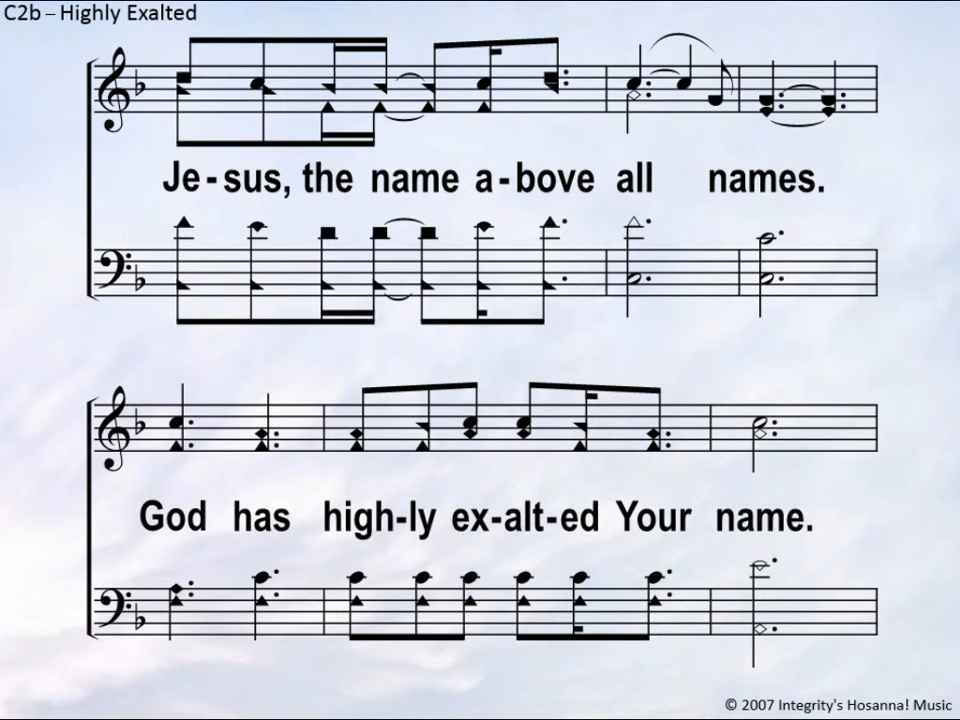 C2b – Highly Exalted
Je - sus, the name a - bove all names.
God has high-ly ex-alt-ed Your name.
© 2007 Integrity's Hosanna! Music